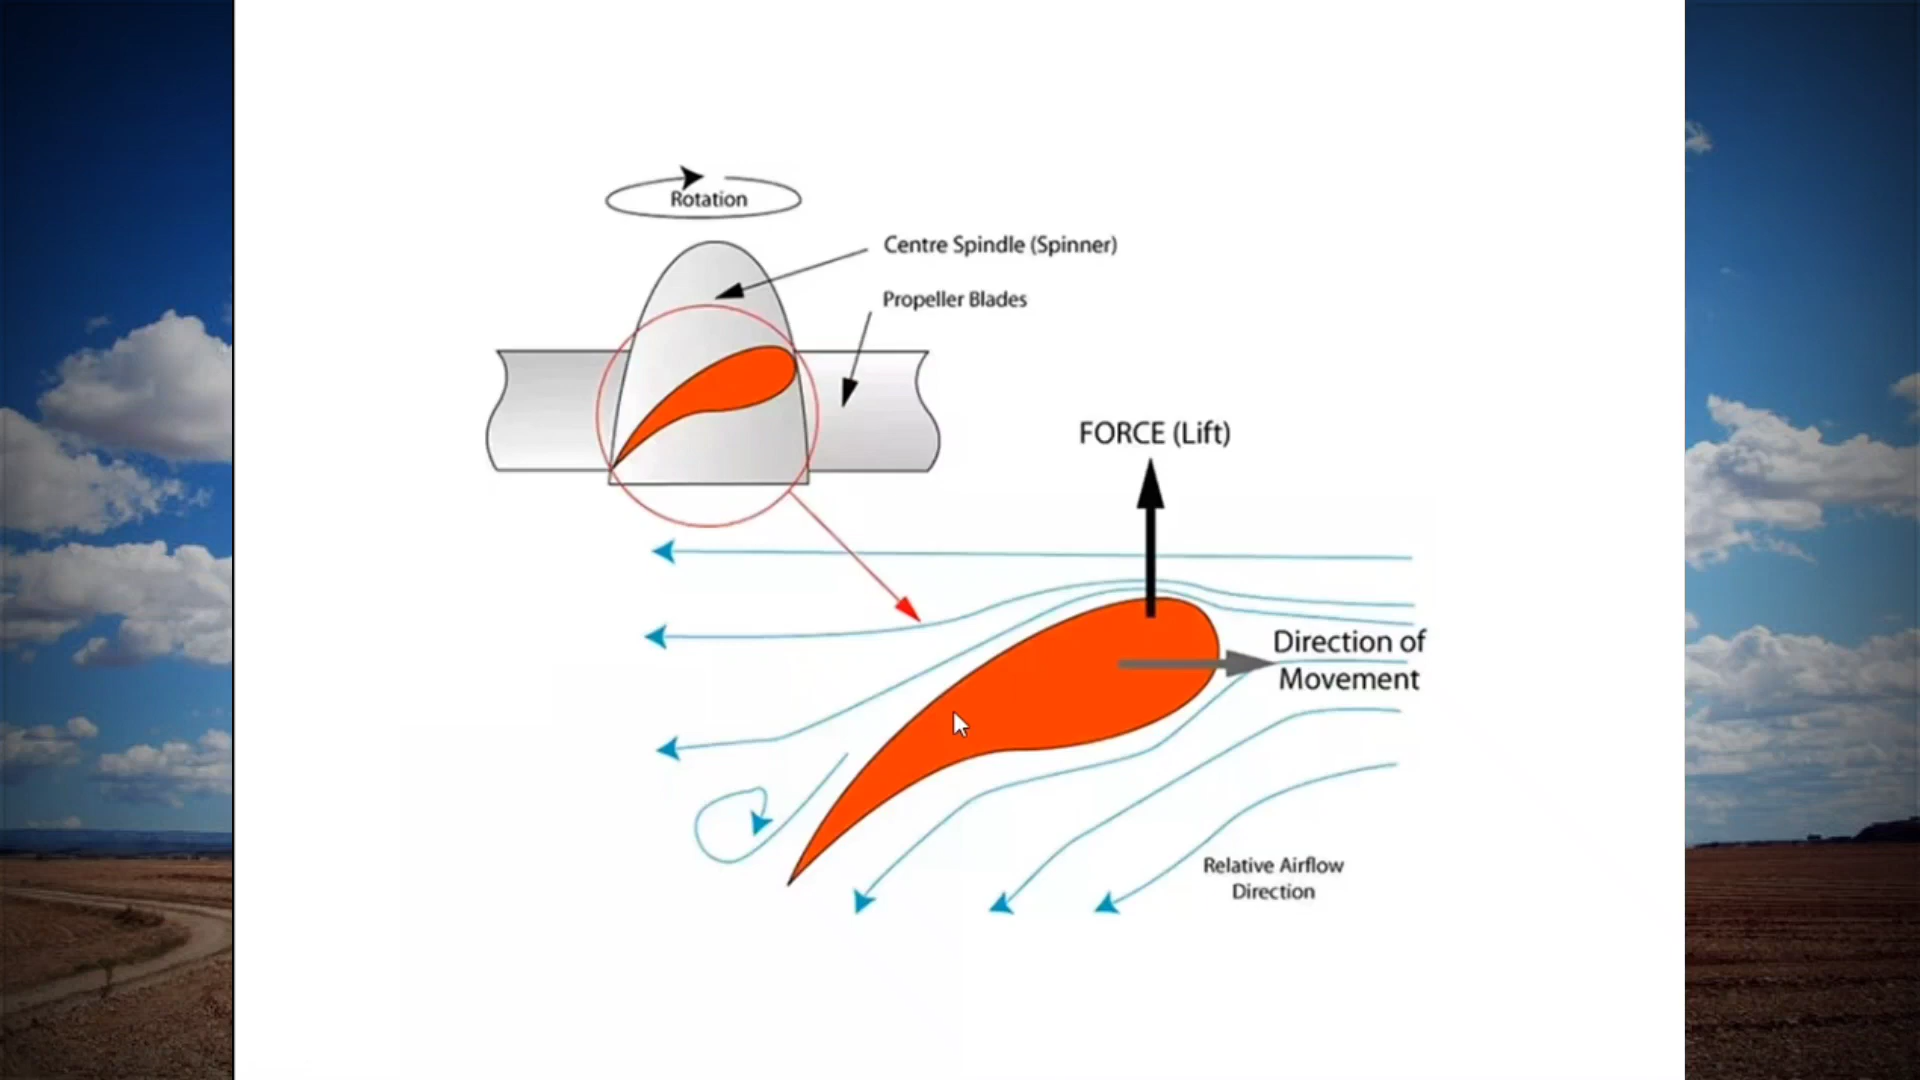 Rotation
Centre Spindle (Spinner)
Propeller Blades
FORCE (Lift)
Direction of
Movement
Relative Airflow
Direction